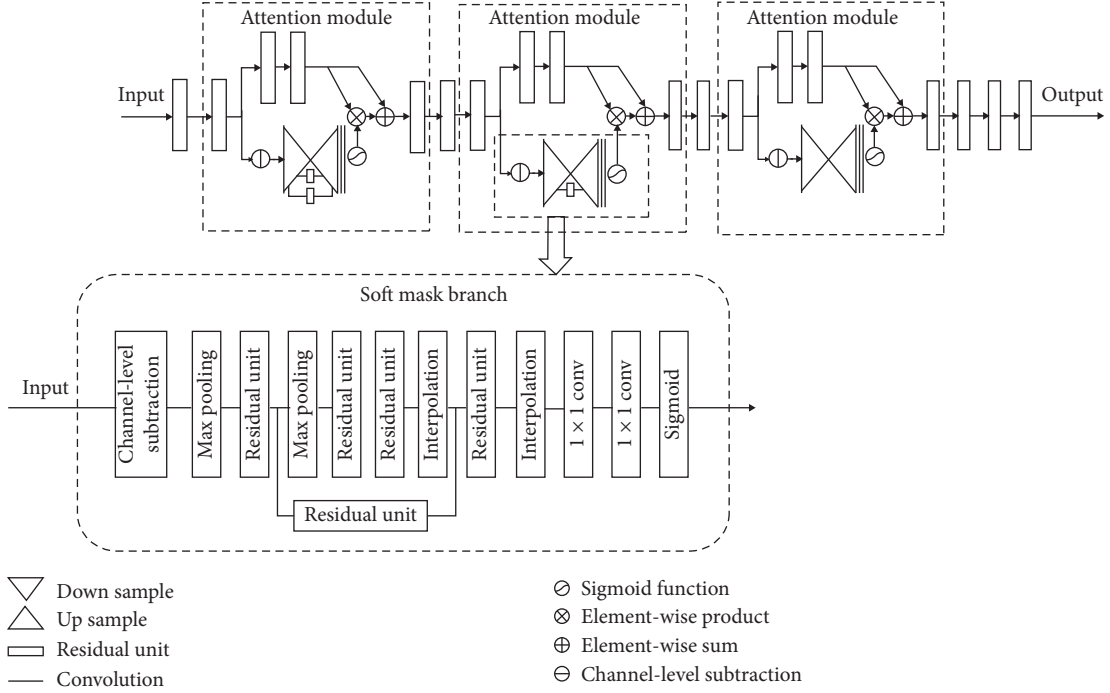 Attention module
Attention module
Attention module
Input
Output
Soft mask branch
Input
Channel-level
subtraction
Max pooling
Residual unit
Max pooling
Residual unit
Residual unit
Interpolation
Residual unit
Interpolation
1 × 1 conv
1 × 1 conv
Sigmoid
Residual unit
Down sample
Up sample
Residual unit
Convolution
Sigmoid function
Element-wise product
Element-wise sum
Channel-level subtraction